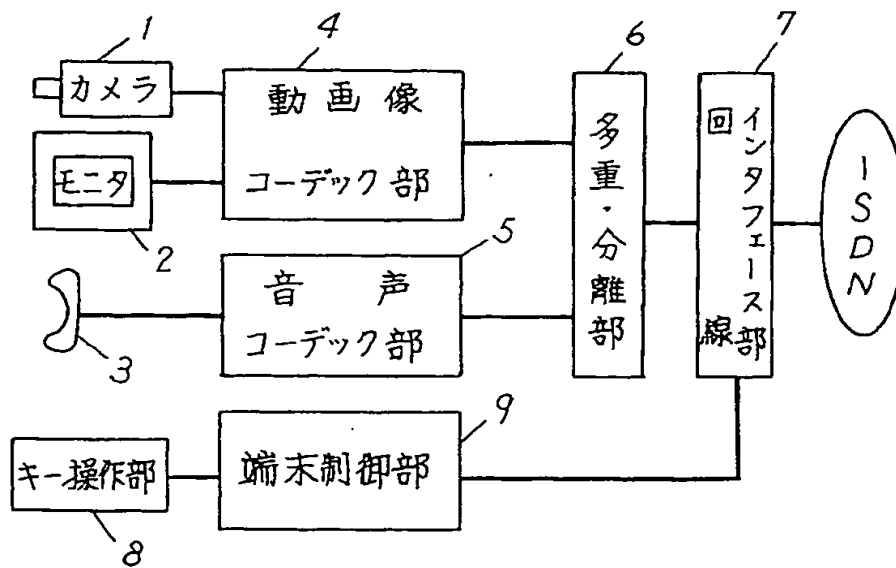 1
カメラ
モニタ
2
3
4
動画像
コーデック部
5
音声
コーデック部
6
多重・分離部
7
回線
インタフェース部
ISDN
キー操作部
8
端末制御部
9